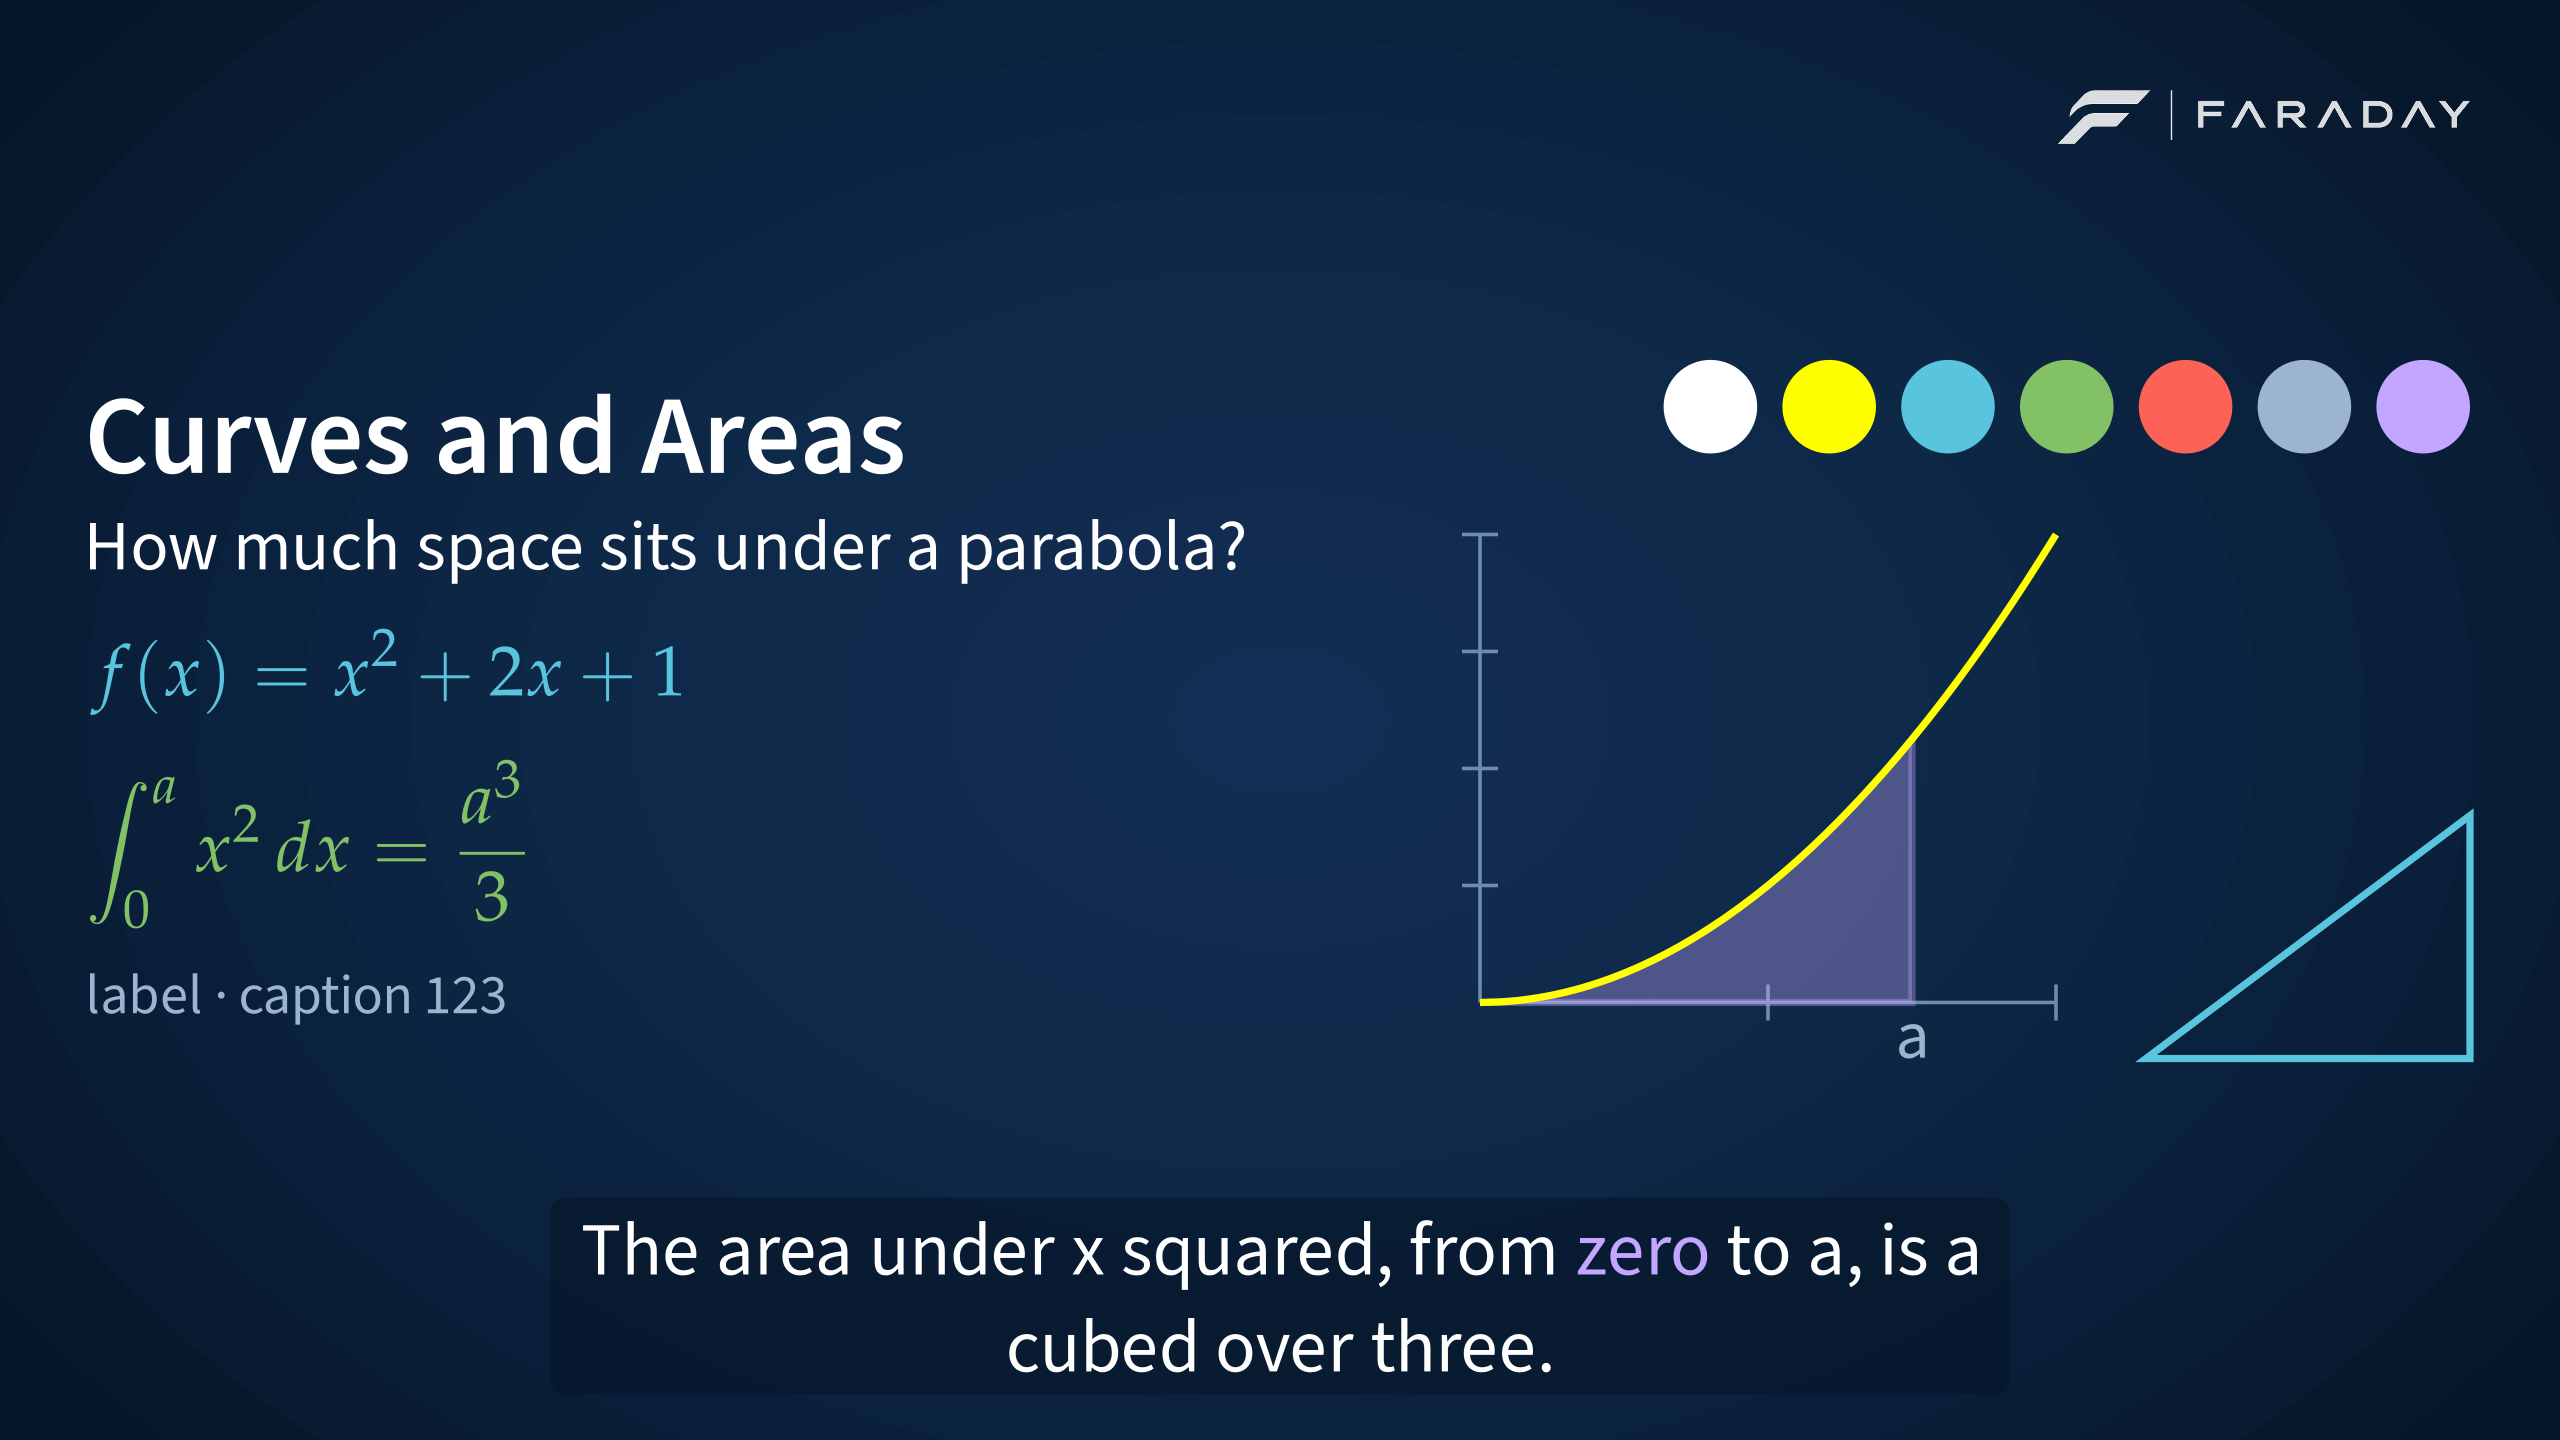 FARADAY
Curves and Areas
How much space sits under a parabola?
f(x) = x² + 2x + 1
∫₀ᵃ x² dx = a³/3
label · caption 123
a
The area under x squared, from zero to a, is a
cubed over three.